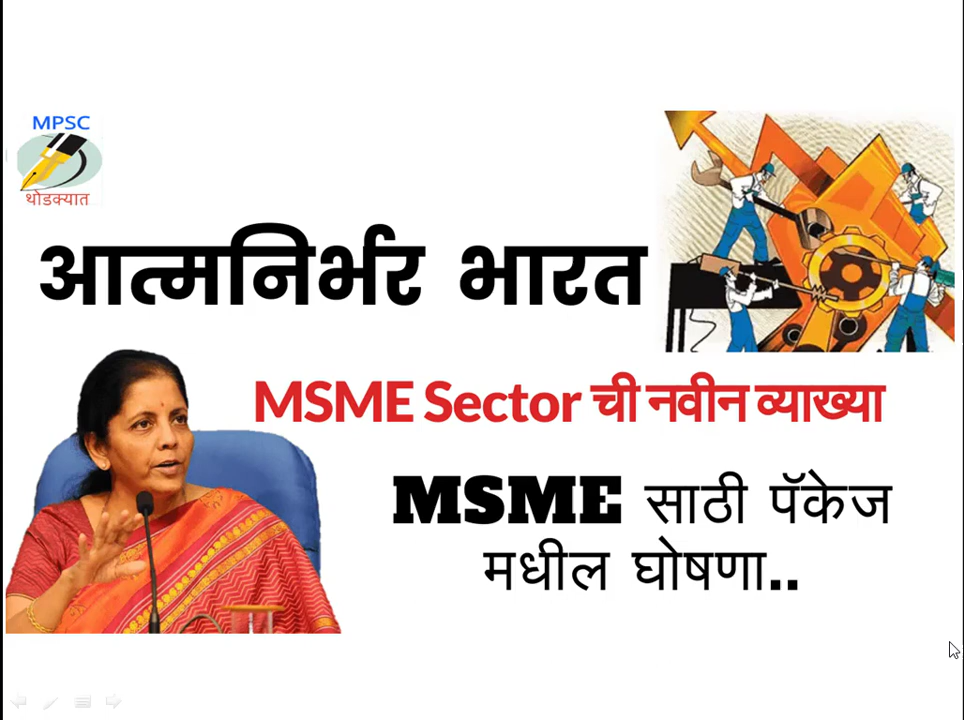 MPSC
थोडक्यात
आत्मनिर्भर भारत
MSME Sector ची नवीन व्याख्या
MSME साठी पॅकेज
मधील घोषणा..